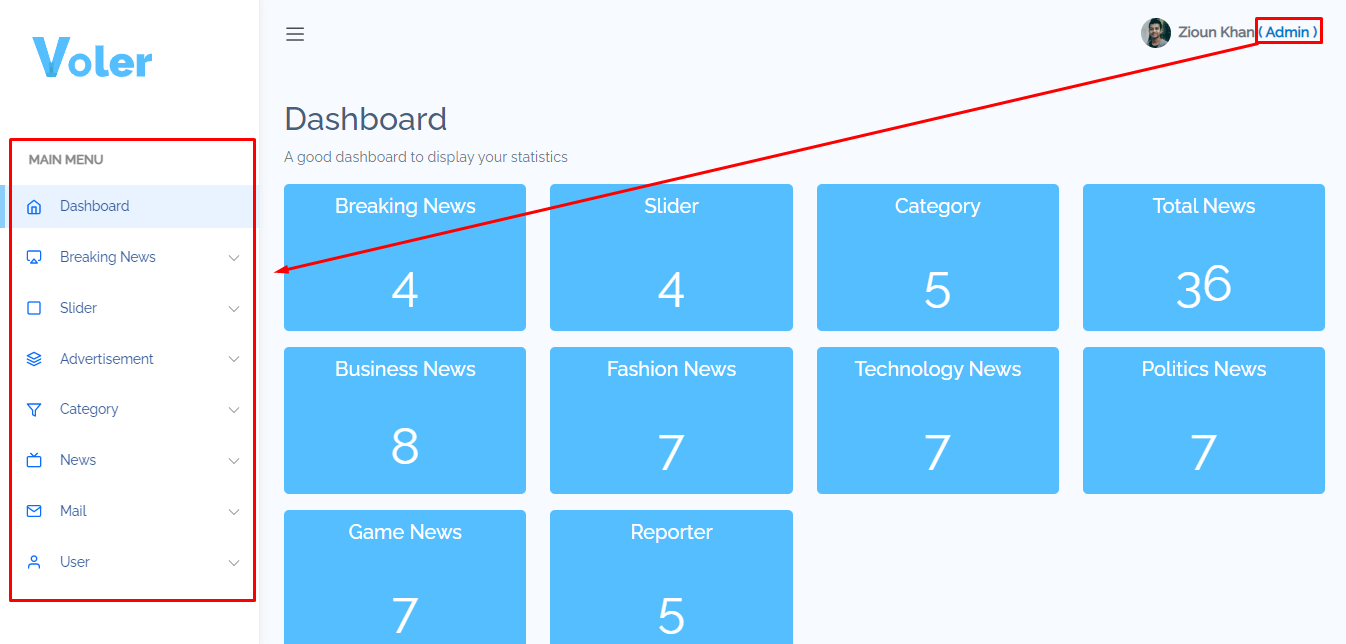 Voler
Zioun Khan ( Admin )
MAIN MENU
Dashboard
Breaking News
Slider
Advertisement
Category
News
Mail
User
Dashboard
A good dashboard to display your statistics
Breaking News
4
Slider
4
Category
5
Total News
36
Business News
8
Fashion News
7
Technology News
7
Politics News
7
Game News
7
Reporter
5